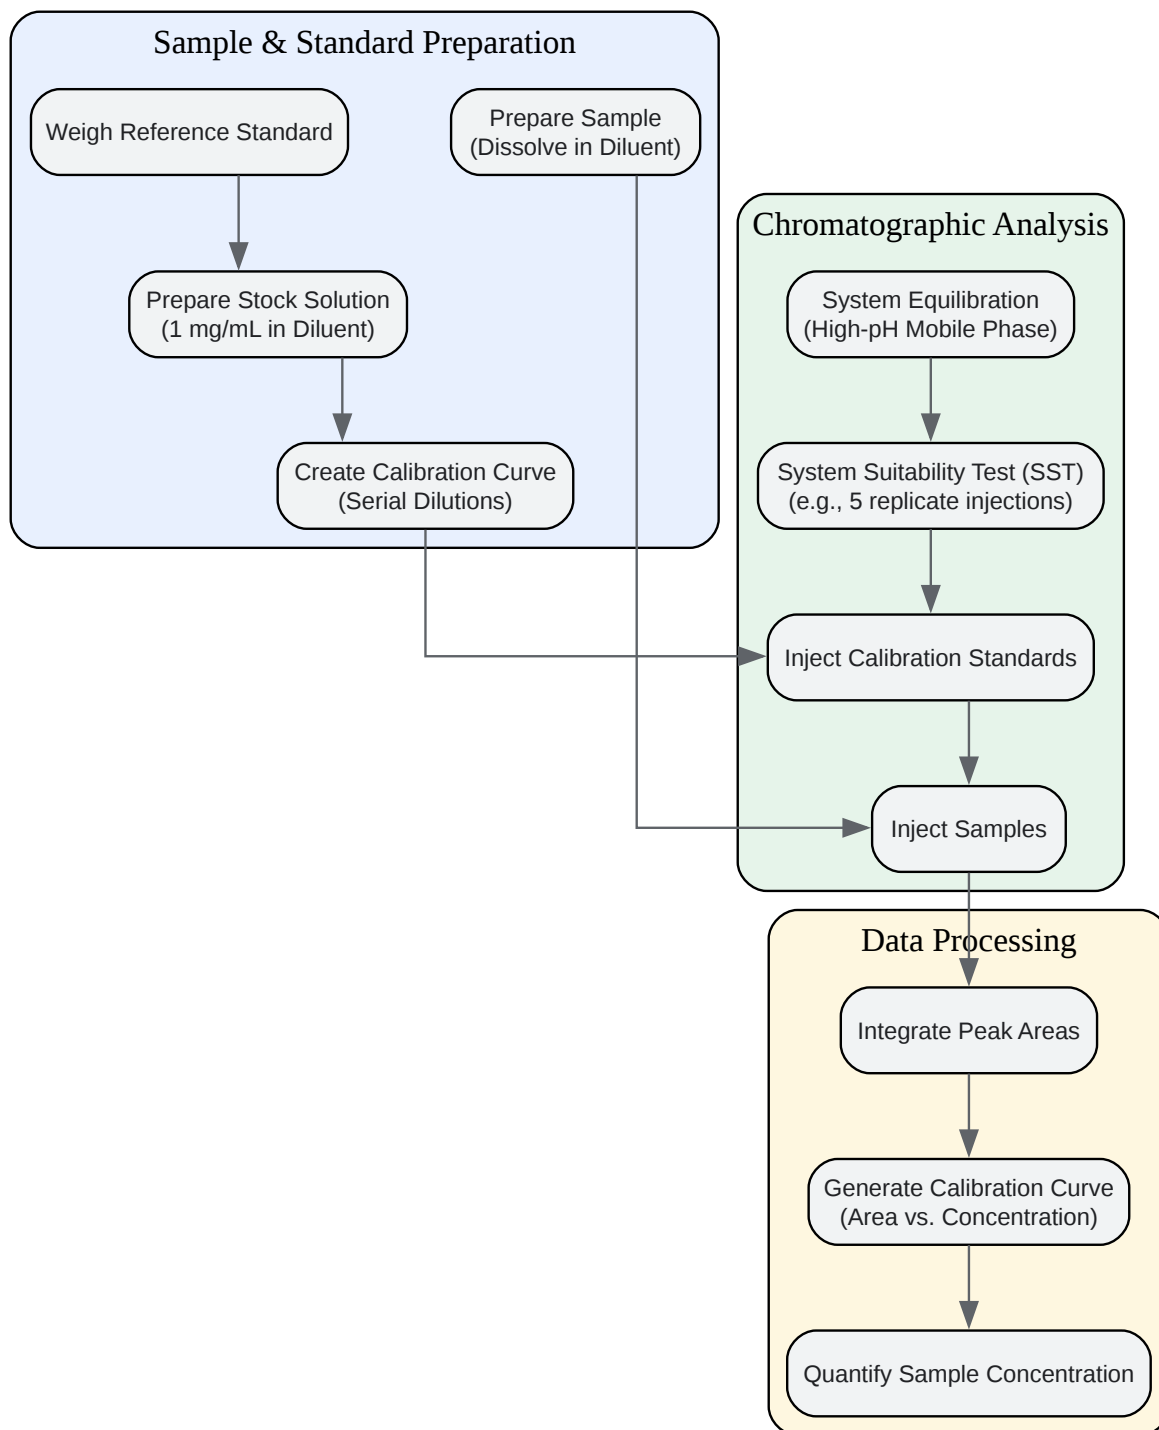 Sample & Standard Preparation
Weigh Reference Standard
Prepare Sample
(Dissolve in Diluent)
Prepare Stock Solution
(1 mg/mL in Diluent)
Create Calibration Curve
(Serial Dilutions)
Chromatographic Analysis
System Equilibration
(High-pH Mobile Phase)
System Suitability Test (SST)
(e.g., 5 replicate injections)
Inject Calibration Standards
Inject Samples
Data Processing
Integrate Peak Areas
Generate Calibration Curve
(Area vs. Concentration)
Quantify Sample Concentration